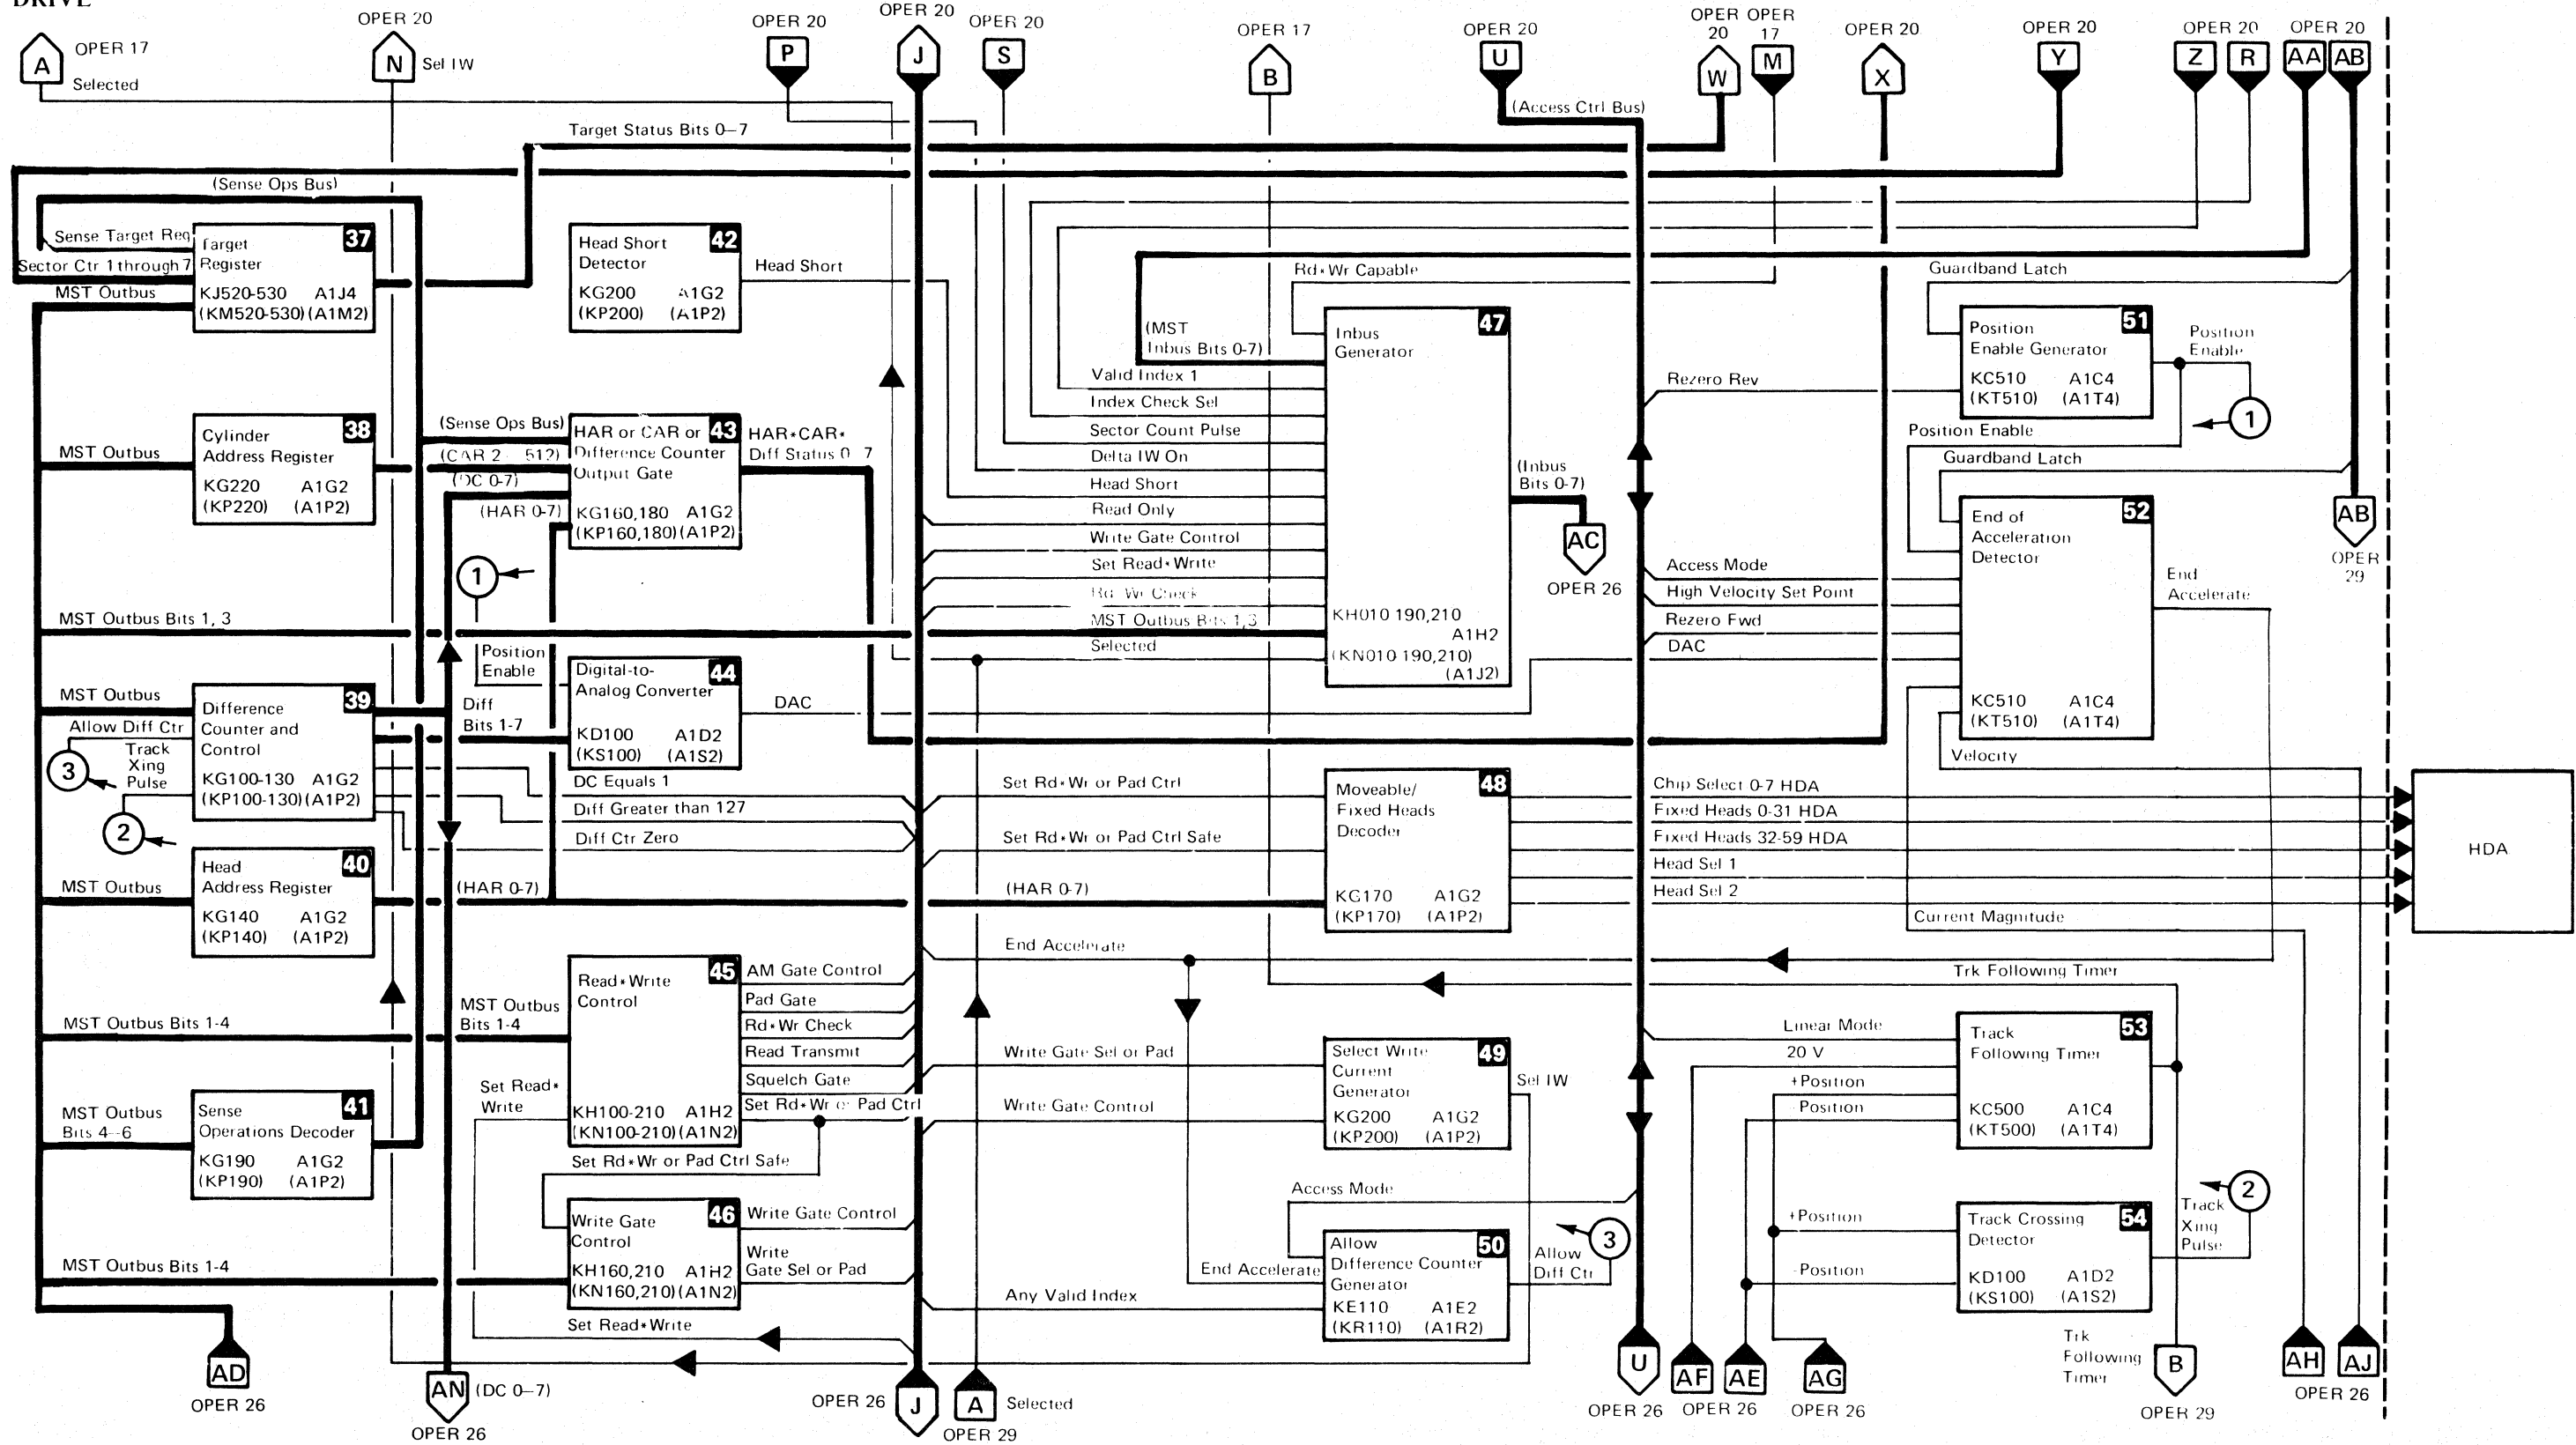 DRIVE
OPER 17
A
Selected
OPER 20
N
Sel IW
OPER 20
P
OPER 20
J
OPER 20
S
OPER 17
B
OPER 20
U
(Access Ctrl Bus)
OPER
20
W
OPER
17
M
OPER 20
X
OPER 20
Y
OPER 20
Z
R
OPER 20
AA
AB
Target Status Bits 0–7
(Sense Ops Bus)
Sense Target Reg
Sector Ctr 1 through 7
MST Outbus
37
Target
Register
KJ520-530 A1J4
(KM520-530) (A1M2)
MST Outbus
38
Cylinder
Address Register
KG220 A1G2
(KP220) (A1P2)
MST Outbus Bits 1, 3
MST Outbus
Allow Diff Ctr
3
Track
Xing
Pulse
2
39
Difference
Counter and
Control
KG100-130 A1G2
(KP100-130) (A1P2)
MST Outbus
40
Head
Address Register
KG140 A1G2
(KP140) (A1P2)
MST Outbus Bits 1-4
MST Outbus
Bits 4-6
41
Sense
Operations Decoder
KG190 A1G2
(KP190) (A1P2)
MST Outbus Bits 1-4
AD
OPER 26
42
Head Short
Detector
KG200 A1G2
(KP200) (A1P2)
Head Short
(Sense Ops Bus)
(CAR 2 512)
(DC 0-7)
(HAR 0-7)
43
HAR or CAR or
Difference Counter
Output Gate
KG160,180 A1G2
(KP160,180) (A1P2)
HAR*CAR*
Diff Status 0 7
1
Position
Enable
Diff
Bits 1-7
44
Digital-to-
Analog Converter
KD100 A1D2
(KS100) (A1S2)
DAC
DC Equals 1
Diff Greater than 127
Diff Ctr Zero
(HAR 0-7)
MST Outbus
Bits 1-4
Set Read*
Write
45
Read*Write
Control
KH100-210 A1H2
(KN100-210) (A1N2)
AM Gate Control
Pad Gate
Rd*Wr Check
Read Transmit
Squelch Gate
Set Rd*Wr or Pad Ctrl
Set Rd*Wr or Pad Ctrl Safe
46
Write Gate
Control
KH160,210 A1H2
(KN160,210) (A1N2)
Write Gate Control
Write
Gate Sel or Pad
Set Read*Write
AN
(DC 0–7)
OPER 26
OPER 26
J
A
Selected
OPER 29
Rd*Wr Capable
(MST
Inbus Bits 0-7)
Valid Index 1
Index Check Sel
Sector Count Pulse
Delta IW On
Head Short
Read Only
Write Gate Control
Set Read*Write
Rd Wr Check
MST Outbus Bits 1,3
Selected
47
Inbus
Generator
KH010 190,210
A1H2
(KN010 190,210)
(A1J2)
(Inbus
Bits 0-7)
AC
OPER 26
Set Rd*Wr or Pad Ctrl
Set Rd*Wr or Pad Ctrl Safe
(HAR 0-7)
48
Moveable/
Fixed Heads
Decoder
KG170 A1G2
(KP170) (A1P2)
Chip Select 0-7 HDA
Fixed Heads 0-31 HDA
Fixed Heads 32-59 HDA
Head Sel 1
Head Sel 2
HDA
End Accelerate
Write Gate Sel or Pad
Write Gate Control
49
Select Write
Current
Generator
KG200 A1G2
(KP200) (A1P2)
Sel IW
Access Mode
End Accelerate
Any Valid Index
50
Allow
Difference Counter
Generator
KE110 A1E2
(KR110) (A1R2)
Allow
Diff Ctr
3
U
OPER 26
Guardband Latch
Rezero Rev
51
Position
Enable Generator
KC510 A1C4
(KT510) (A1T4)
Position
Enable
1
Position Enable
Guardband Latch
Access Mode
High Velocity Set Point
Rezero Fwd
DAC
52
End of
Acceleration
Detector
KC510 A1C4
(KT510) (A1T4)
End
Accelerate
AB
OPER
29
Velocity
Current Magnitude
Trk Following Timer
Linear Mode
20 V
+Position
Position
53
Track
Following Timer
KC500 A1C4
(KT500) (A1T4)
+Position
Position
54
Track Crossing
Detector
KD100 A1D2
(KS100) (A1S2)
2
Track
Xing
Pulse
AF
AE
OPER 26
AG
OPER 26
Trk
Following
Timer
B
OPER 29
AH
AJ
OPER 26